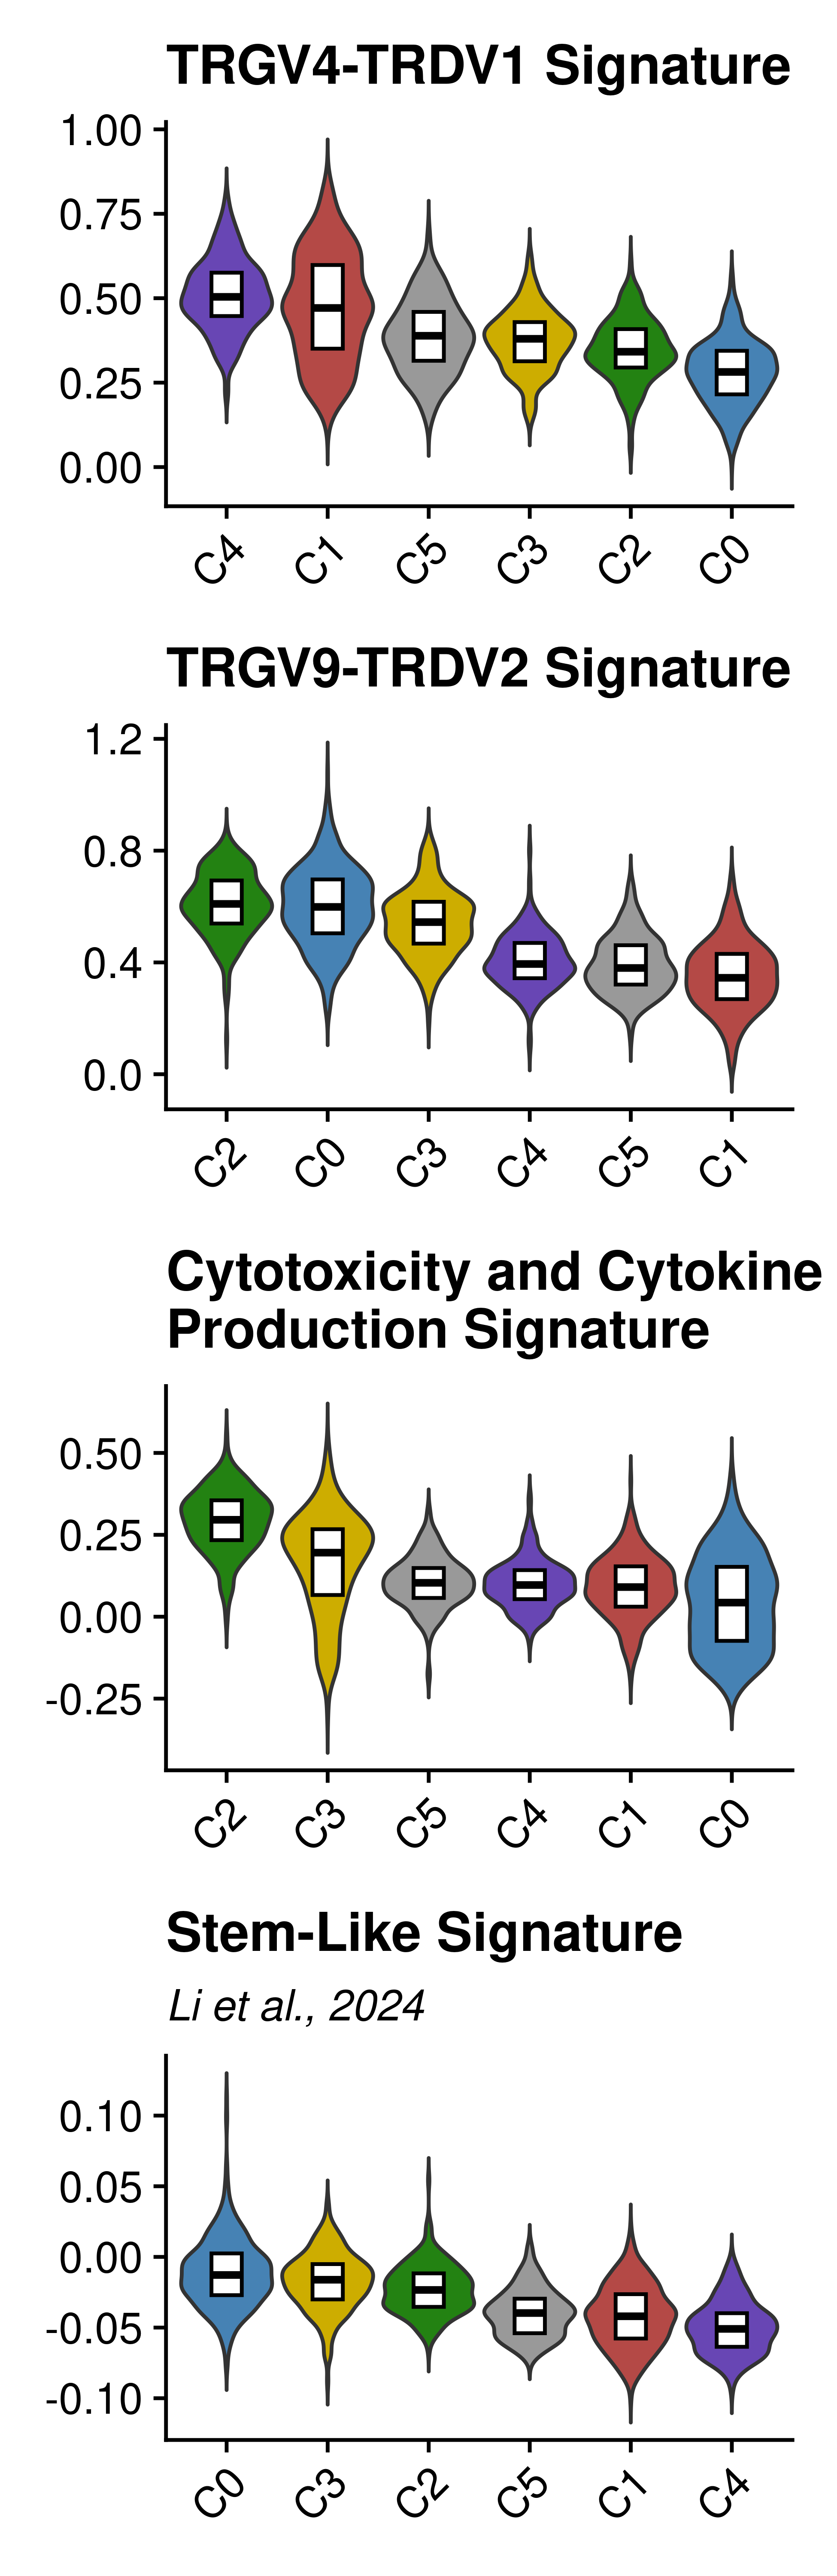 TRGV4-TRDV1 Signature
1.00
0.75
0.50
0.25
0.00
C4 C1 C5 C3 C2 C0
TRGV9-TRDV2 Signature
1.2
0.8
0.4
0.0
C2 C0 C3 C4 C5 C1
Cytotoxicity and Cytokine
Production Signature
0.50
0.25
0.00
-0.25
C2 C3 C5 C4 C1 C0
Stem-Like Signature
Li et al., 2024
0.10
0.05
0.00
-0.05
-0.10
C0 C3 C2 C5 C1 C4